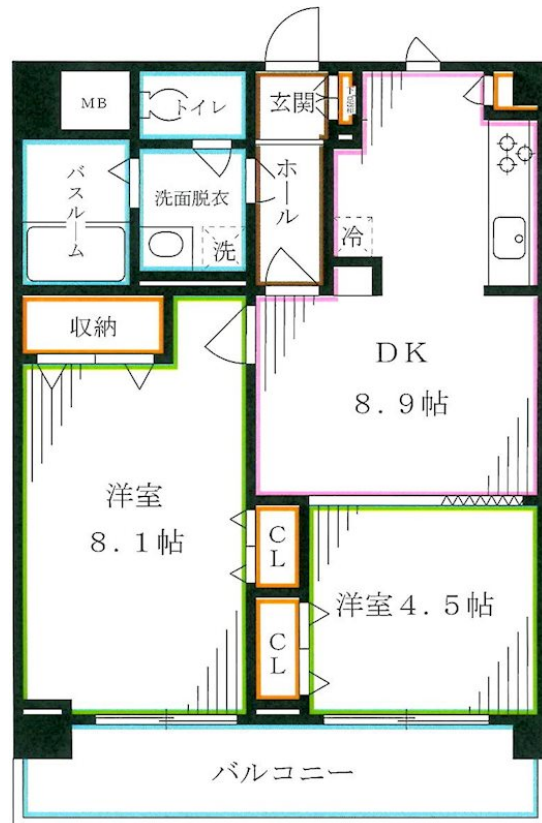 MB
トイレ
玄関
バスルーム
洗面脱衣
洗
ホール
冷
収納
DK
8.9帖
洋室
8.1帖
CL
洋室4.5帖
CL
バルコニー